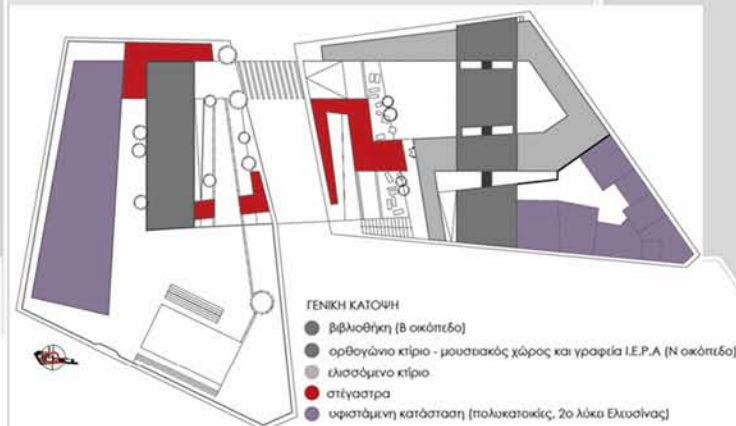 ΓΕΝΙΚΗ ΚΑΤΟΨΗ
βιβλιοθήκη (Β οικόπεδο)
ορθογώνιο κτίριο - μουσειακός χώρος και γραφεία Ι.Ε.Ρ.Α (Ν οικόπεδο)
ελισσόμενο κτίριο
στέγαστρα
υφιστάμενη κατάσταση (πολυκατοικίες, 2ο λύκει Ελευσίνας)